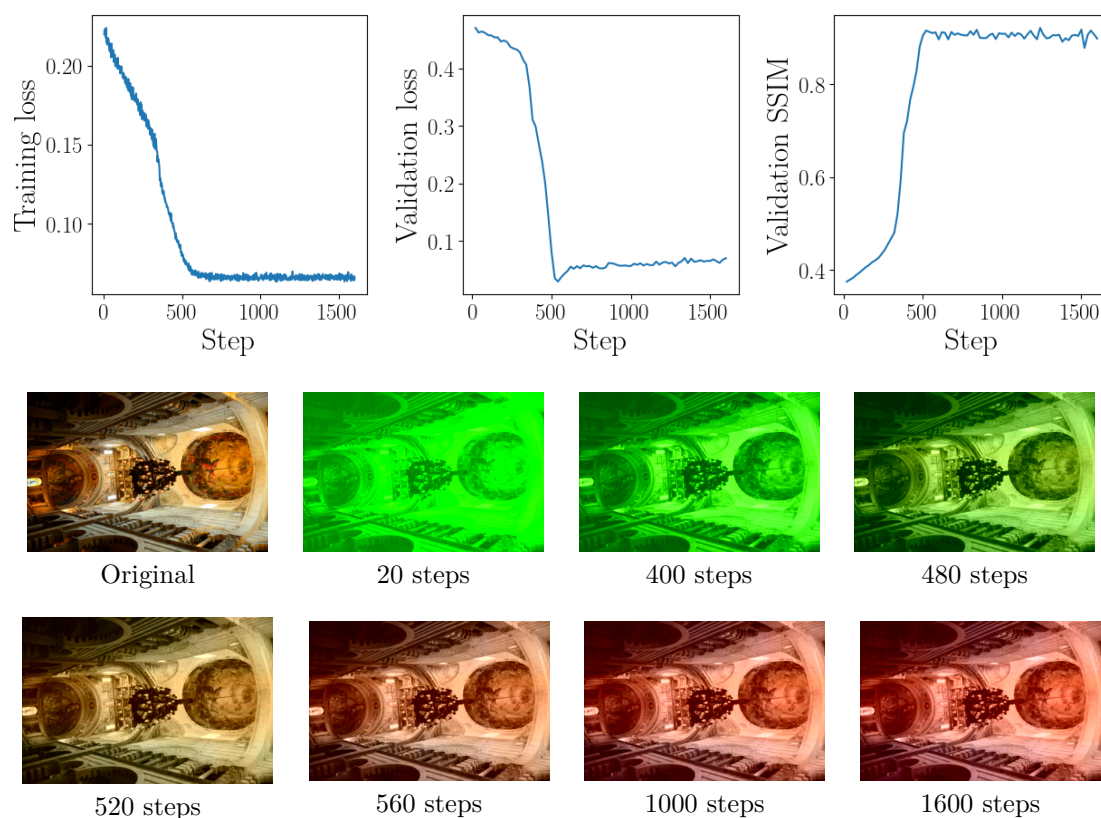 Training loss
0.20
0.15
0.10
0
500
1000
1500
Step
Validation loss
0.4
0.3
0.2
0.1
0
500
1000
1500
Step
Validation SSIM
0.8
0.6
0.4
0
500
1000
1500
Step
Original
20 steps
400 steps
480 steps
520 steps
560 steps
1000 steps
1600 steps